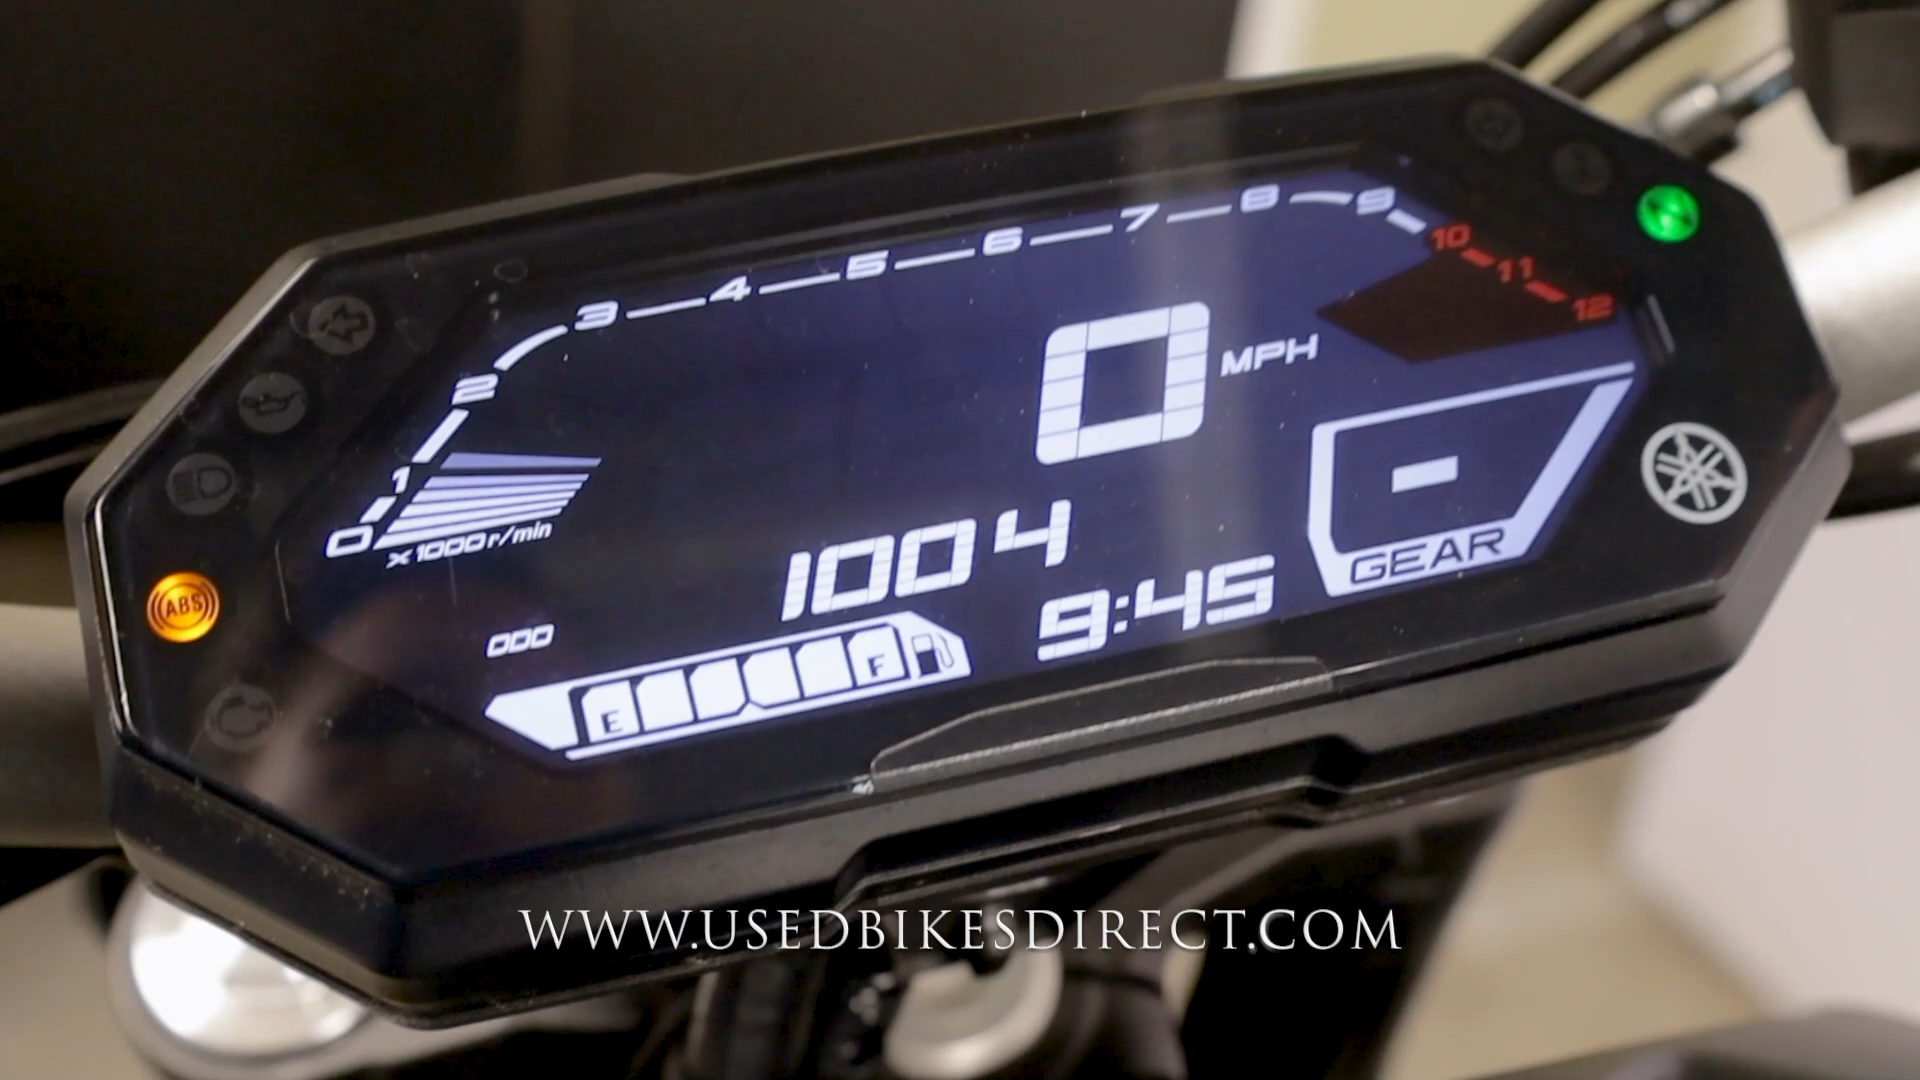 0 1 2 3 4 5 6 7 8 9 10 11 12
x1000 r/min
0 MPH
-
GEAR
ODO 1004
9:45
E F
ABS
WWW.USEDBIKESDIRECT.COM